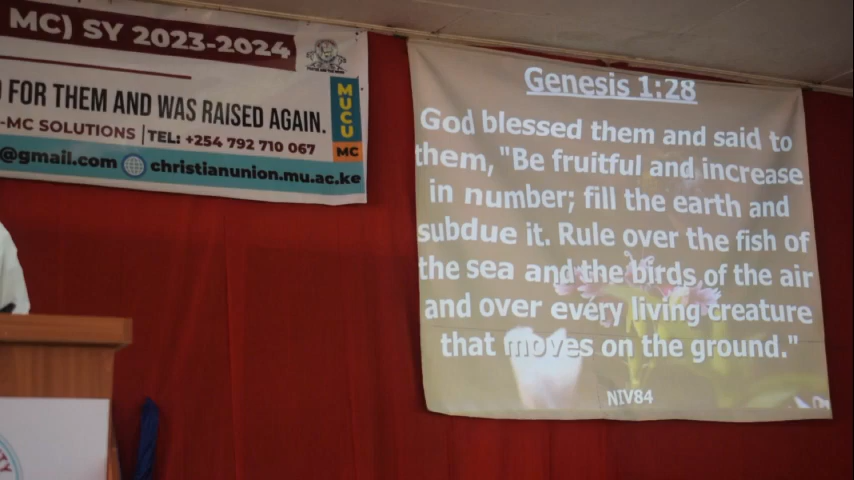 MC) SY 2023-2024
FOR THEM AND WAS RAISED AGAIN.
-MC SOLUTIONS | TEL: +254 792 710 067
@gmail.com christianunion.mu.ac.ke
MUCU
MC
Genesis 1:28
God blessed them and said to
them, "Be fruitful and increase
in number; fill the earth and
subdue it. Rule over the fish of
the sea and the birds of the air
and over every living creature
that moves on the ground."
NIV84